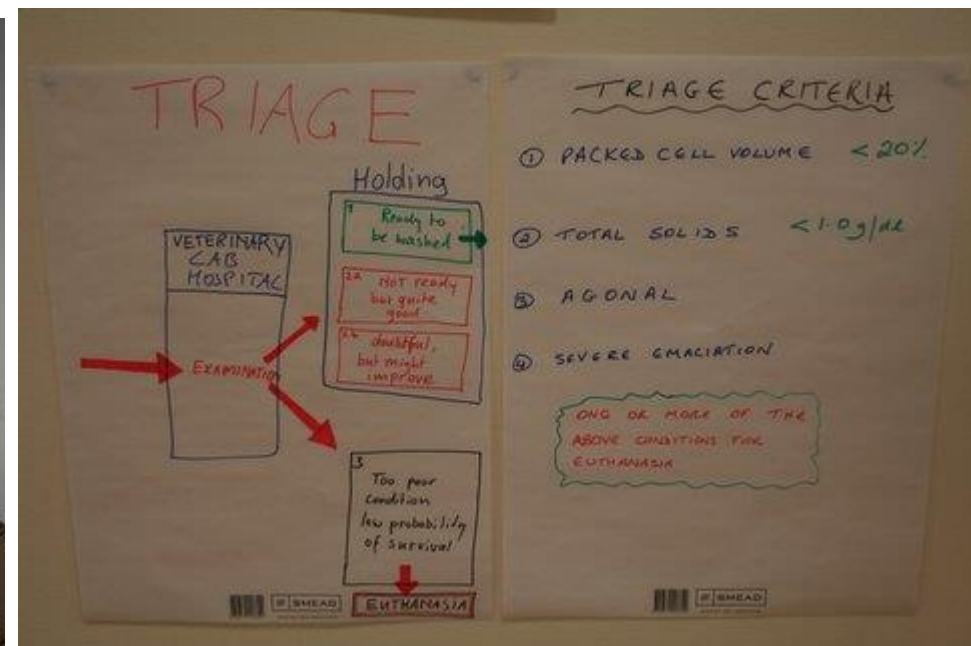 TRIAGE
Holding
VETERINARY
LAB
HOSPITAL
EXAMINATION
1 Ready to
be washed
2a Not ready
but quite
good
2b doubtful,
but might
improve
3
Too poor
condition
low probability
of survival
EUTHANASIA
SMEAD
TRIAGE CRITERIA
① PACKED CELL VOLUME < 20%
② TOTAL SOLIDS < 1.0 g/dl
③ AGONAL
④ SEVERE EMACIATION
ONE OR MORE OF THE
ABOVE CONDITIONS FOR
EUTHANASIA
SMEAD